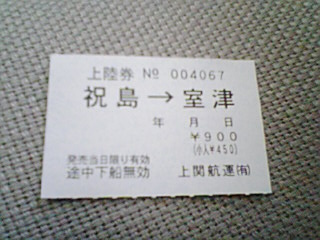 上陸券 № 004067
祝島→室津
年 月 日
￥900
(小人￥450)
発売当日限り有効
途中下船無効 上関航運(有)